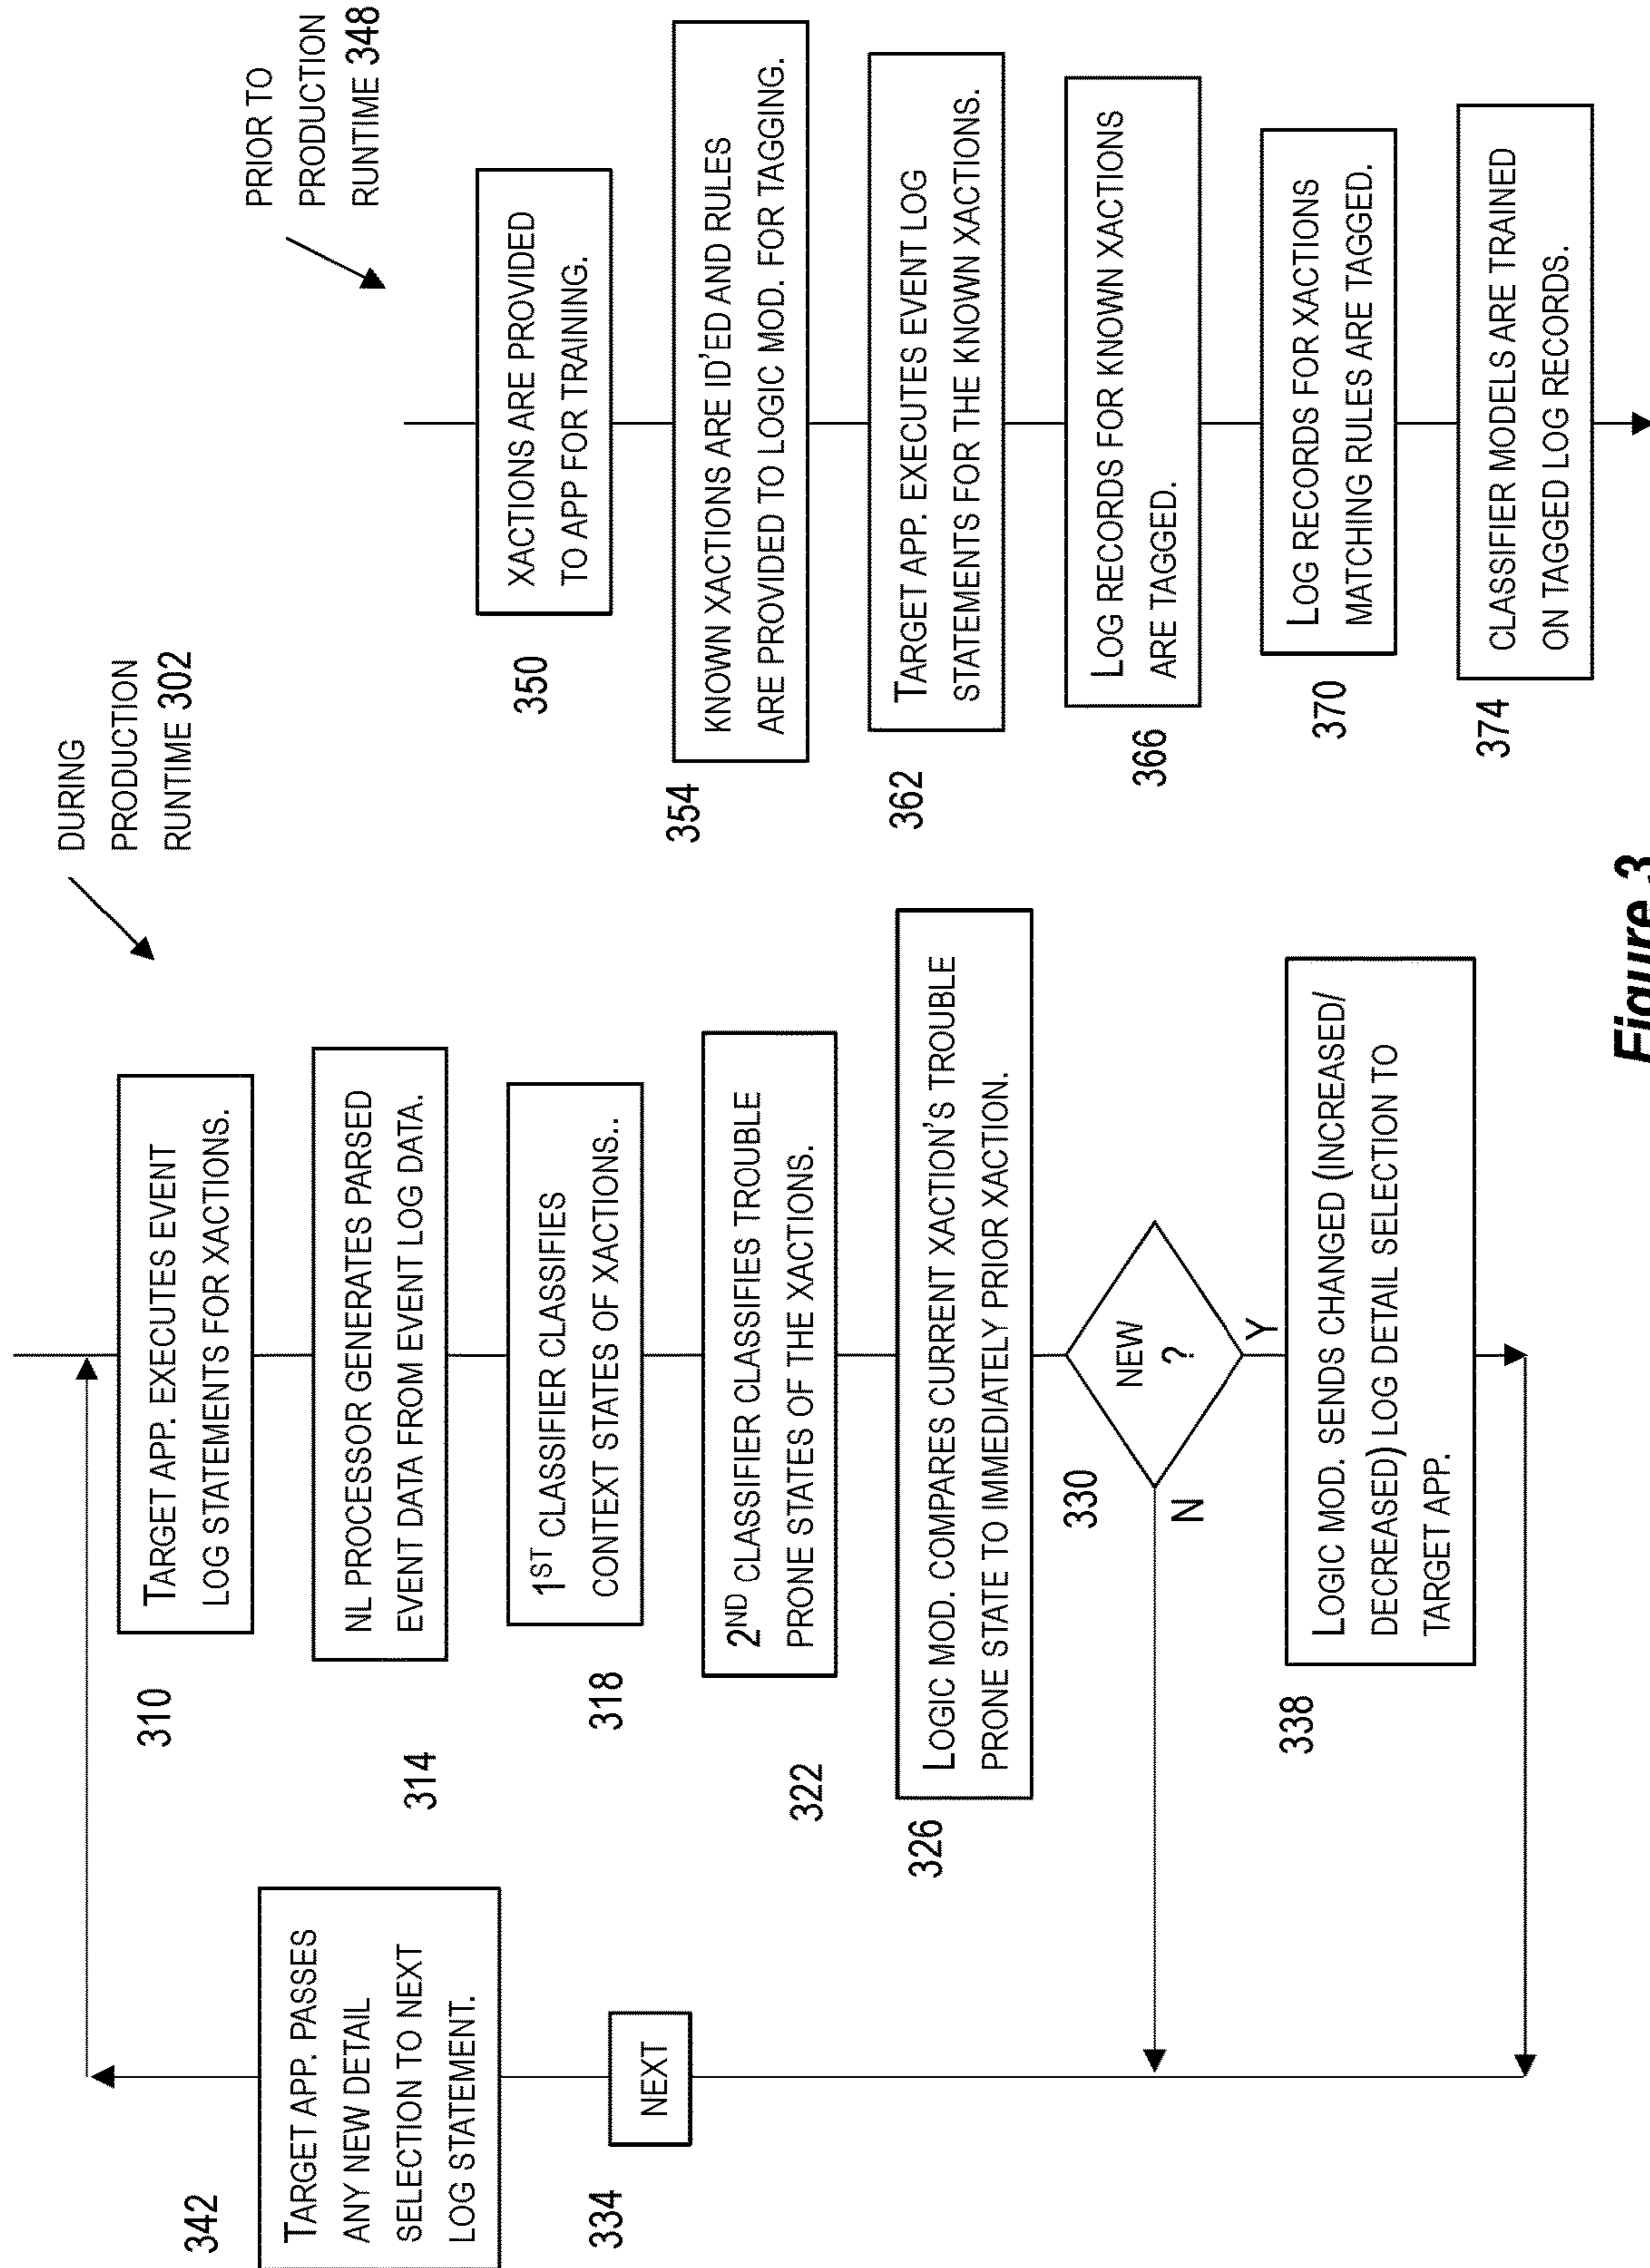 DURING
PRODUCTION
RUNTIME 302
342
TARGET APP. PASSES
ANY NEW DETAIL
SELECTION TO NEXT
LOG STATEMENT.
334
NEXT
310
TARGET APP. EXECUTES EVENT
LOG STATEMENTS FOR XACTIONS.
314
NL PROCESSOR GENERATES PARSED
EVENT DATA FROM EVENT LOG DATA.
318
1ST CLASSIFIER CLASSIFIES
CONTEXT STATES OF XACTIONS..
322
2ND CLASSIFIER CLASSIFIES TROUBLE
PRONE STATES OF THE XACTIONS.
326
LOGIC MOD. COMPARES CURRENT XACTION'S TROUBLE
PRONE STATE TO IMMEDIATELY PRIOR XACTION.
330
NEW
?
N
Y
338
LOGIC MOD. SENDS CHANGED (INCREASED/
DECREASED) LOG DETAIL SELECTION TO
TARGET APP.
PRIOR TO
PRODUCTION
RUNTIME 348
350
XACTIONS ARE PROVIDED
TO APP FOR TRAINING.
354
KNOWN XACTIONS ARE ID'ED AND RULES
ARE PROVIDED TO LOGIC MOD. FOR TAGGING.
362
TARGET APP. EXECUTES EVENT LOG
STATEMENTS FOR THE KNOWN XACTIONS.
366
LOG RECORDS FOR KNOWN XACTIONS
ARE TAGGED.
370
LOG RECORDS FOR XACTIONS
MATCHING RULES ARE TAGGED.
374
CLASSIFIER MODELS ARE TRAINED
ON TAGGED LOG RECORDS.
Figure 3